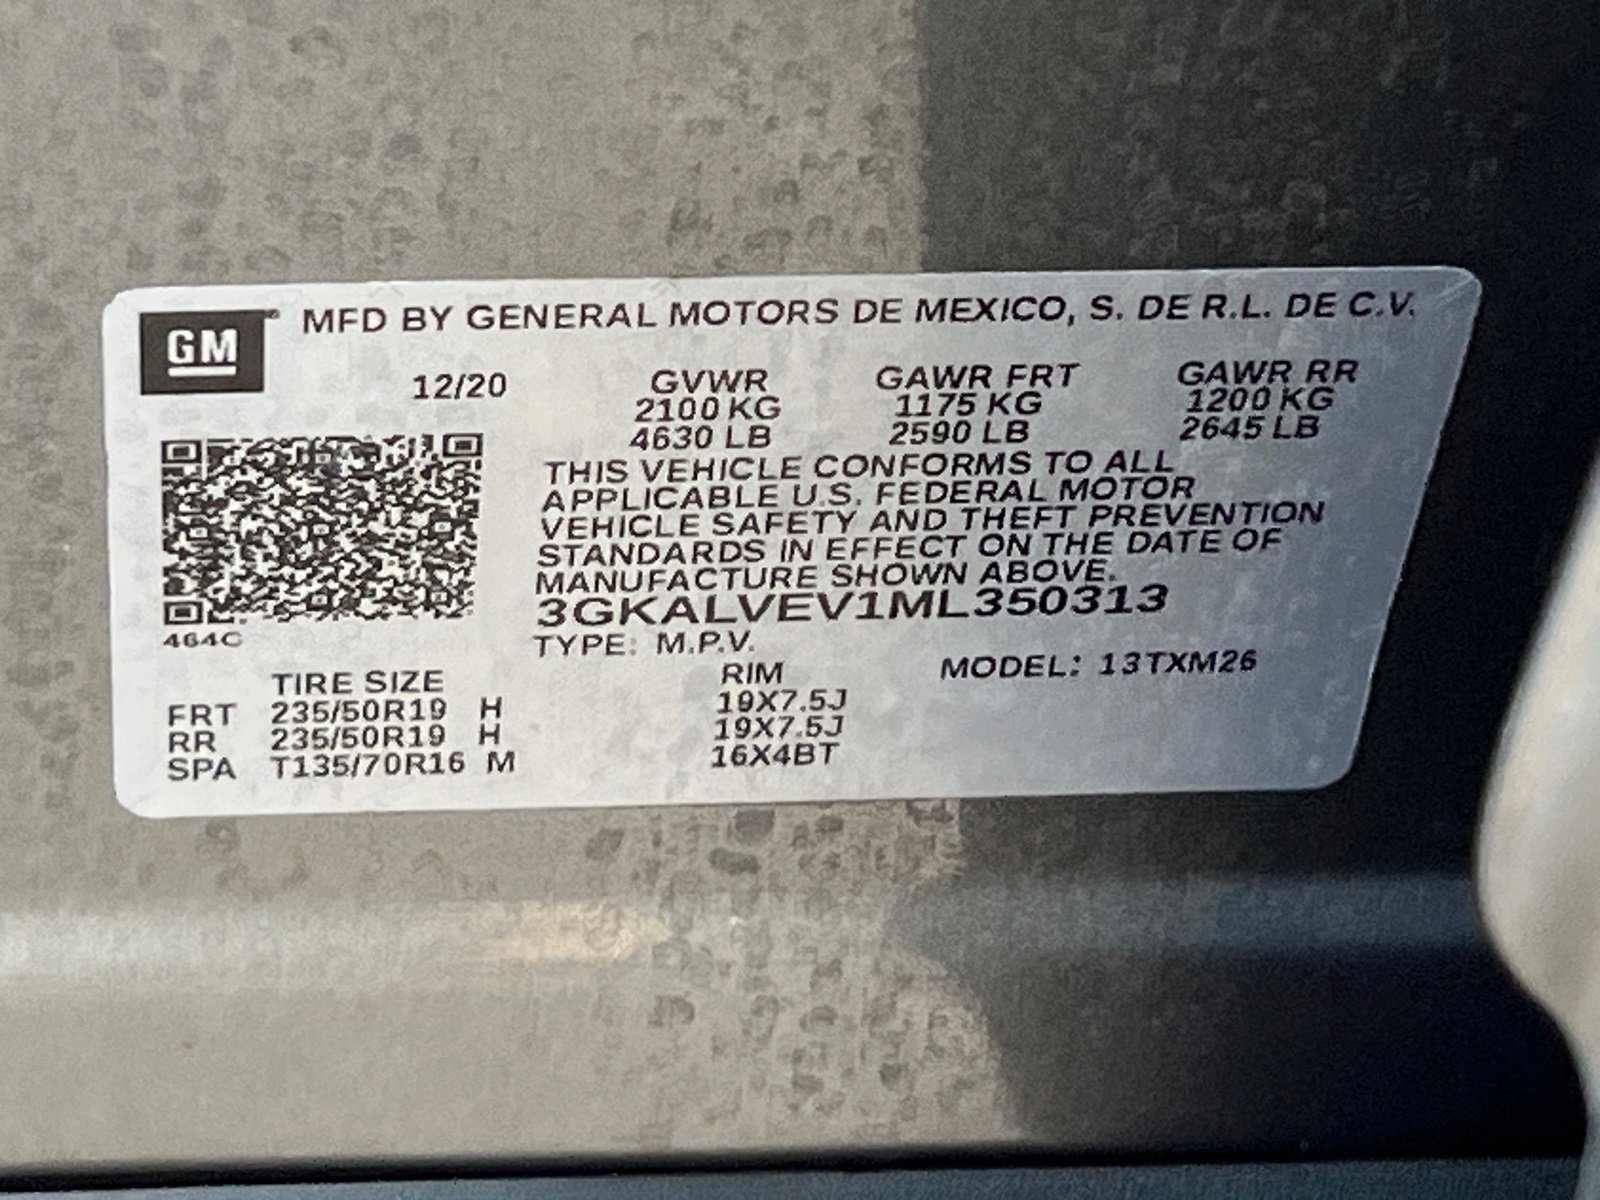 GM MFD BY GENERAL MOTORS DE MEXICO, S. DE R.L. DE C.V.
12/20 GVWR GAWR FRT GAWR RR
2100 KG 1175 KG 1200 KG
4630 LB 2590 LB 2645 LB
THIS VEHICLE CONFORMS TO ALL
APPLICABLE U.S. FEDERAL MOTOR
VEHICLE SAFETY AND THEFT PREVENTION
STANDARDS IN EFFECT ON THE DATE OF
MANUFACTURE SHOWN ABOVE.
3GKALVEV1ML350313
464C
TYPE: M.P.V.
TIRE SIZE RIM MODEL: 13TXM26
FRT 235/50R19 H 19X7.5J
RR 235/50R19 H 19X7.5J
SPA T135/70R16 M 16X4BT